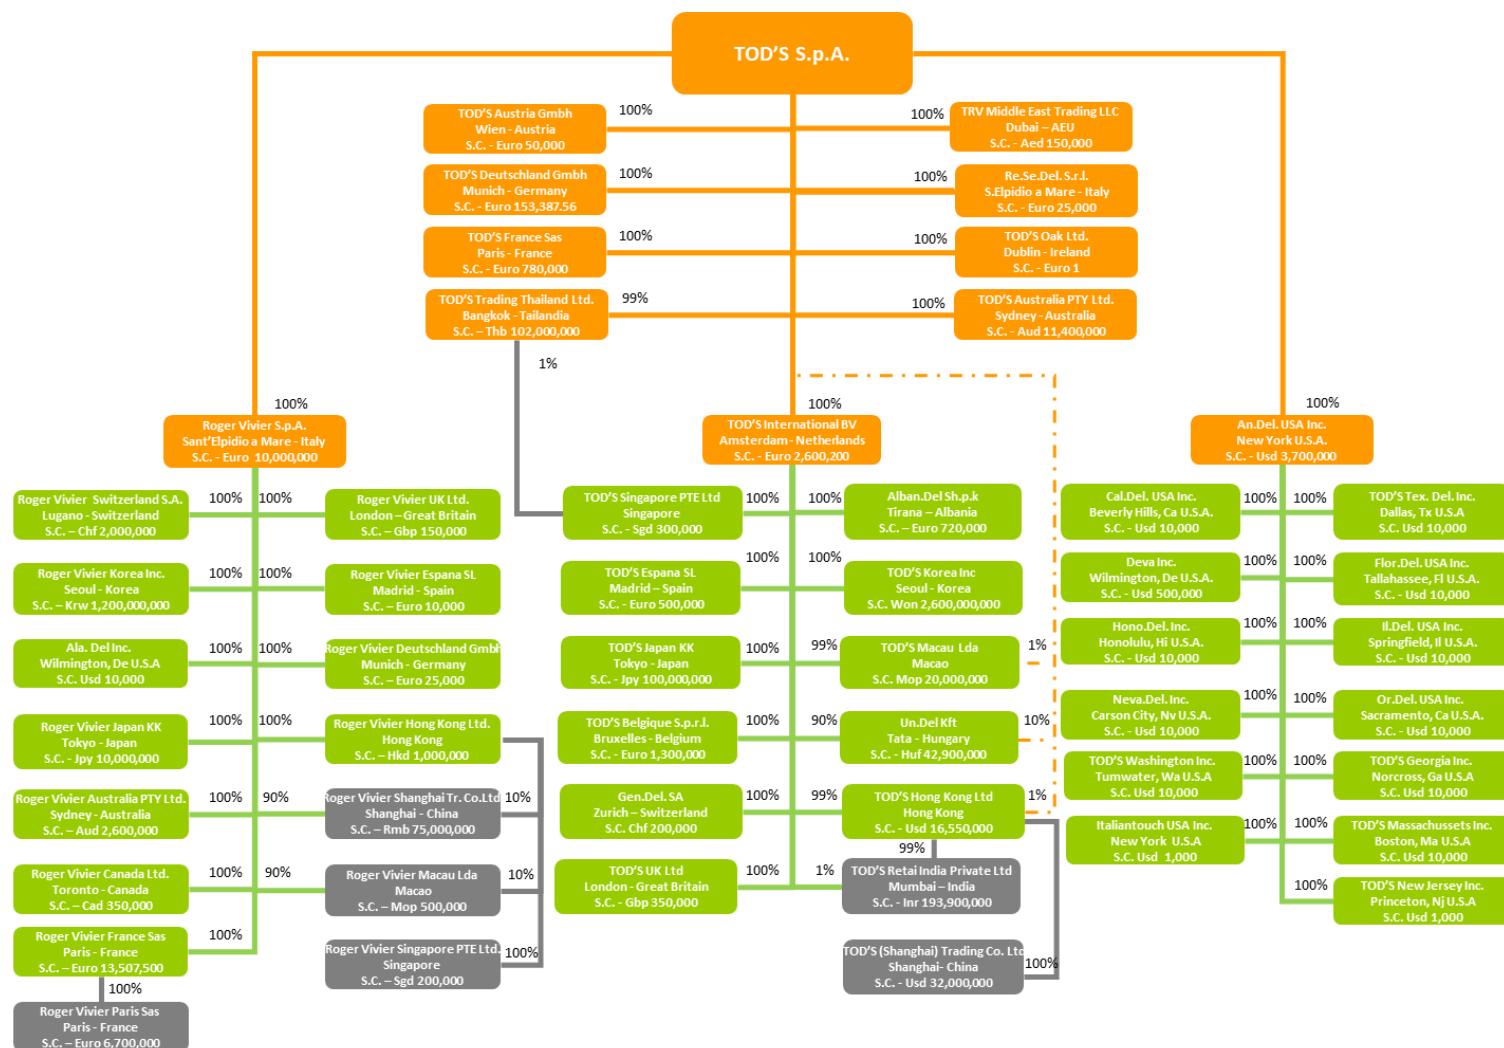 TOD'S S.p.A.
TOD'S Austria Gmbh
Wien - Austria
S.C. - Euro 50,000
100%
100%
TRV Middle East Trading LLC
Dubai – AEU
S.C. - Aed 150,000
TOD'S Deutschland Gmbh
Munich - Germany
S.C. - Euro 153,387.56
100%
100%
Re.Se.Del. S.r.l.
S.Elpidio a Mare - Italy
S.C. - Euro 25,000
TOD'S France Sas
Paris - France
S.C. - Euro 780,000
100%
100%
TOD'S Oak Ltd.
Dublin - Ireland
S.C. - Euro 1
TOD'S Trading Thailand Ltd.
Bangkok - Tailandia
S.C. – Thb 102,000,000
99%
100%
TOD'S Australia PTY Ltd.
Sydney - Australia
S.C. - Aud 11,400,000
1%
100%
Roger Vivier S.p.A.
Sant'Elpidio a Mare - Italy
S.C. - Euro 10,000,000
100%
TOD'S International BV
Amsterdam - Netherlands
S.C. - Euro 2,600,200
100%
An.Del. USA Inc.
New York U.S.A.
S.C. - Usd 3,700,000
Roger Vivier Switzerland S.A.
Lugano - Switzerland
S.C. – Chf 2,000,000
100%
100%
Roger Vivier UK Ltd.
London – Great Britain
S.C. – Gbp 150,000
Roger Vivier Korea Inc.
Seoul - Korea
S.C. – Krw 1,200,000,000
100%
100%
Roger Vivier Espana SL
Madrid - Spain
S.C. – Euro 10,000
Ala. Del Inc.
Wilmington, De U.S.A
S.C. Usd 10,000
100%
100%
Roger Vivier Deutschland Gmbh
Munich - Germany
S.C. – Euro 25,000
Roger Vivier Japan KK
Tokyo - Japan
S.C. - Jpy 10,000,000
100%
100%
Roger Vivier Hong Kong Ltd.
Hong Kong
S.C. – Hkd 1,000,000
Roger Vivier Australia PTY Ltd.
Sydney - Australia
S.C. – Aud 2,600,000
100%
90%
Roger Vivier Shanghai Tr. Co.Ltd
Shanghai - China
S.C. – Rmb 75,000,000
10%
Roger Vivier Canada Ltd.
Toronto - Canada
S.C. – Cad 350,000
100%
90%
Roger Vivier Macau Lda
Macao
S.C. – Mop 500,000
10%
Roger Vivier France Sas
Paris - France
S.C. – Euro 13,507,500
100%
Roger Vivier Singapore PTE Ltd.
Singapore
S.C. – Sgd 200,000
100%
100%
Roger Vivier Paris Sas
Paris - France
S.C. – Euro 6,700,000
TOD'S Singapore PTE Ltd
Singapore
S.C. - Sgd 300,000
100%
100%
Alban.Del Sh.p.k
Tirana – Albania
S.C. – Euro 720,000
TOD'S Espana SL
Madrid – Spain
S.C. - Euro 500,000
100%
100%
TOD'S Korea Inc
Seoul - Korea
S.C. Won 2,600,000,000
TOD'S Japan KK
Tokyo - Japan
S.C. - Jpy 100,000,000
100%
99%
TOD'S Macau Lda
Macao
S.C. Mop 20,000,000
1%
TOD'S Belgique S.p.r.l.
Bruxelles - Belgium
S.C. - Euro 1,300,000
100%
90%
Un.Del Kft
Tata - Hungary
S.C. - Huf 42,900,000
10%
Gen.Del. SA
Zurich – Switzerland
S.C. Chf 200,000
100%
99%
TOD'S Hong Kong Ltd
Hong Kong
S.C. - Usd 16,550,000
1%
99%
TOD'S UK Ltd
London - Great Britain
S.C. - Gbp 350,000
100%
1%
TOD'S Retai India Private Ltd
Mumbai – India
S.C. - Inr 193,900,000
TOD'S (Shanghai) Trading Co. Ltd
Shanghai- China
S.C. – Usd 32,000,000
100%
Cal.Del. USA Inc.
Beverly Hills, Ca U.S.A.
S.C. - Usd 10,000
100%
100%
TOD'S Tex. Del. Inc.
Dallas, Tx U.S.A
S.C. Usd 10,000
Deva Inc.
Wilmington, De U.S.A.
S.C. - Usd 500,000
100%
100%
Flor.Del. USA Inc.
Tallahassee, Fl U.S.A.
S.C. - Usd 10,000
Hono.Del. Inc.
Honolulu, Hi U.S.A.
S.C. - Usd 10,000
100%
100%
Il.Del. USA Inc.
Springfield, Il U.S.A.
S.C. - Usd 10,000
Neva.Del. Inc.
Carson City, Nv U.S.A.
S.C. - Usd 10,000
100%
100%
Or.Del. USA Inc.
Sacramento, Ca U.S.A.
S.C. - Usd 10,000
TOD'S Washington Inc.
Tumwater, Wa U.S.A
S.C. Usd 10,000
100%
100%
TOD'S Georgia Inc.
Norcross, Ga U.S.A
S.C. Usd 10,000
Italiantouch USA Inc.
New York U.S.A
S.C. Usd 1,000
100%
100%
TOD'S Massachussets Inc.
Boston, Ma U.S.A
S.C. Usd 10,000
100%
TOD'S New Jersey Inc.
Princeton, Nj U.S.A
S.C. Usd 1,000